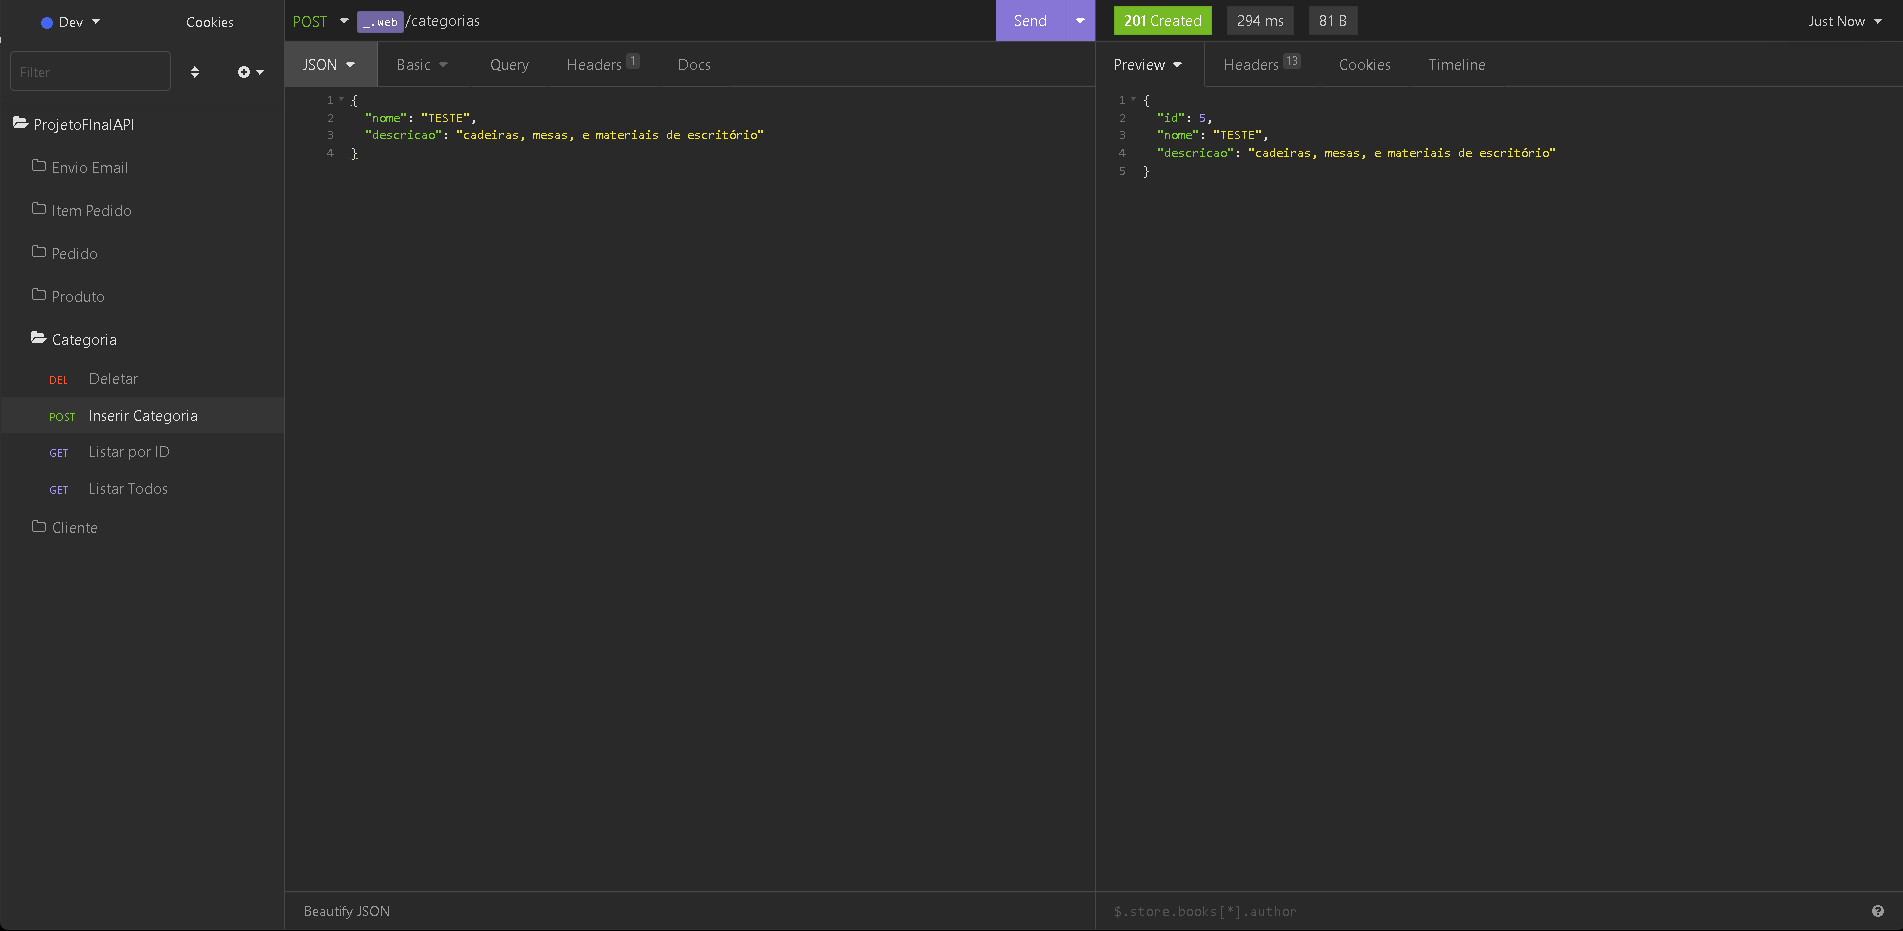 Dev
Cookies
Filter
ProjetoFInalAPI
Envio Email
Item Pedido
Pedido
Produto
Categoria
DEL Deletar
POST Inserir Categoria
GET Listar por ID
GET Listar Todos
Cliente
POST _.web /categorias
Send
JSON Basic Query Headers 1 Docs
1 {
2 "nome": "TESTE",
3 "descricao": "cadeiras, mesas, e materiais de escritório"
4 }
Beautify JSON
201 Created 294 ms 81 B
Just Now
Preview Headers 13 Cookies Timeline
1 {
2 "id": 5,
3 "nome": "TESTE",
4 "descricao": "cadeiras, mesas, e materiais de escritório"
5 }
$.store.books[*].author